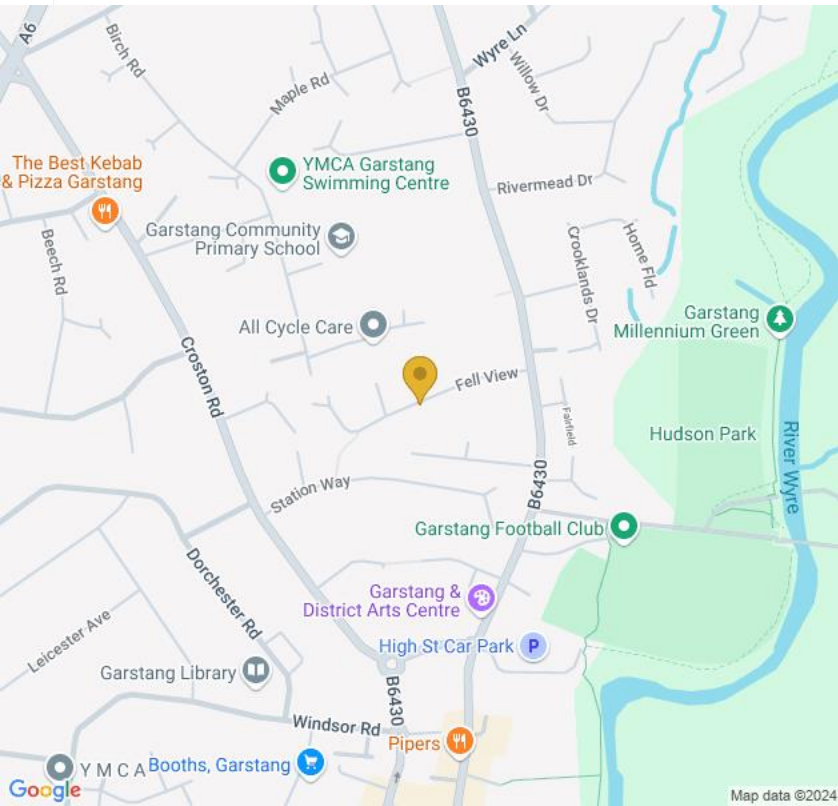 A6
Birch Rd
Wyre Ln
Willow Dr
Maple Rd
B6430
The Best Kebab
& Pizza Garstang
YMCA Garstang
Swimming Centre
Rivermead Dr
Garstang Community
Primary School
Beech Rd
Crooklands Dr
Home Fld
All Cycle Care
Garstang
Millennium Green
Croston Rd
Fell View
Fairfield
Hudson Park
River Wyre
Station Way
B6430
Garstang Football Club
Dorchester Rd
Garstang &
District Arts Centre
Leicester Ave
High St Car Park
P
Garstang Library
B6430
Windsor Rd
Pipers
YMCA
Booths, Garstang
Google
Map data ©2024